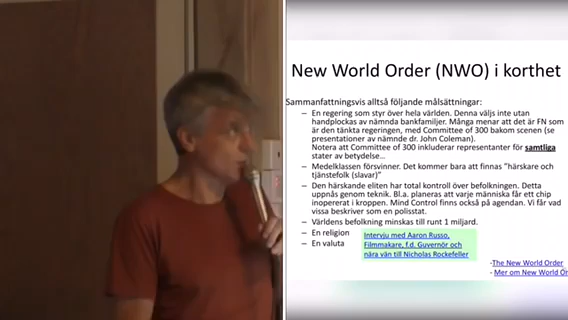 New World Order (NWO) i korthet
Sammanfattningsvis alltså följande målsättningar:
– En regering som styr över hela världen. Denna väljs inte utan
handplockas av nämnda bankfamiljer. Många menar att det är FN som
är den tänkta regeringen, med Committee of 300 bakom scenen (se
presentationer av nämnde dr. John Coleman).
Notera att Committee of 300 inkluderar representanter för samtliga
stater av betydelse…
– Medelklassen försvinner. Det kommer bara att finnas "härskare och
tjänstefolk (slavar)"
– Den härskande eliten har total kontroll över befolkningen. Detta
uppnås genom teknik. Bl.a. planeras att varje människa får ett chip
inopererat i kroppen. Mind Control finns också på agendan. Vi får vad
vissa beskriver som en polisstat.
– Världens befolkning minskas till runt 1 miljard.
– En religion
– En valuta
Intervju med Aaron Russo,
Filmmakare, f.d. Guvernör och
nära vän till Nicholas Rockefeller
-The New World Order
- Mer om New World Or